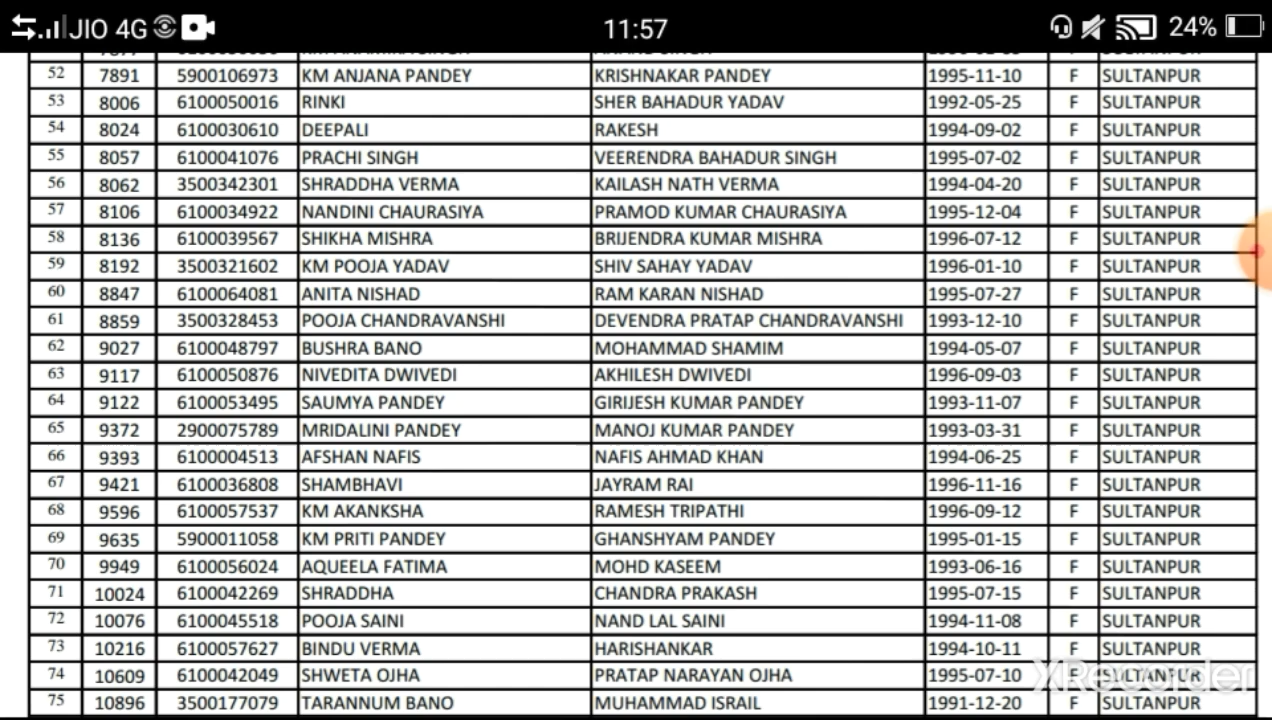 JIO 4G 11:57 24%
52 7891 5900106973 KM ANJANA PANDEY KRISHNAKAR PANDEY 1995-11-10 F SULTANPUR
53 8006 6100050016 RINKI SHER BAHADUR YADAV 1992-05-25 F SULTANPUR
54 8024 6100030610 DEEPALI RAKESH 1994-09-02 F SULTANPUR
55 8057 6100041076 PRACHI SINGH VEERENDRA BAHADUR SINGH 1995-07-02 F SULTANPUR
56 8062 3500342301 SHRADDHA VERMA KAILASH NATH VERMA 1994-04-20 F SULTANPUR
57 8106 6100034922 NANDINI CHAURASIYA PRAMOD KUMAR CHAURASIYA 1995-12-04 F SULTANPUR
58 8136 6100039567 SHIKHA MISHRA BRIJENDRA KUMAR MISHRA 1996-07-12 F SULTANPUR
59 8192 3500321602 KM POOJA YADAV SHIV SAHAY YADAV 1996-01-10 F SULTANPUR
60 8847 6100064081 ANITA NISHAD RAM KARAN NISHAD 1995-07-27 F SULTANPUR
61 8859 3500328453 POOJA CHANDRAVANSHI DEVENDRA PRATAP CHANDRAVANSHI 1993-12-10 F SULTANPUR
62 9027 6100048797 BUSHRA BANO MOHAMMAD SHAMIM 1994-05-07 F SULTANPUR
63 9117 6100050876 NIVEDITA DWIVEDI AKHILESH DWIVEDI 1996-09-03 F SULTANPUR
64 9122 6100053495 SAUMYA PANDEY GIRIJESH KUMAR PANDEY 1993-11-07 F SULTANPUR
65 9372 2900075789 MRIDALINI PANDEY MANOJ KUMAR PANDEY 1993-03-31 F SULTANPUR
66 9393 6100004513 AFSHAN NAFIS NAFIS AHMAD KHAN 1994-06-25 F SULTANPUR
67 9421 6100036808 SHAMBHAVI JAYRAM RAI 1996-11-16 F SULTANPUR
68 9596 6100057537 KM AKANKSHA RAMESH TRIPATHI 1996-09-12 F SULTANPUR
69 9635 5900011058 KM PRITI PANDEY GHANSHYAM PANDEY 1995-01-15 F SULTANPUR
70 9949 6100056024 AQUEELA FATIMA MOHD KASEEM 1993-06-16 F SULTANPUR
71 10024 6100042269 SHRADDHA CHANDRA PRAKASH 1995-07-15 F SULTANPUR
72 10076 6100045518 POOJA SAINI NAND LAL SAINI 1994-11-08 F SULTANPUR
73 10216 6100057627 BINDU VERMA HARISHANKAR 1994-10-11 F SULTANPUR
74 10609 6100042049 SHWETA OJHA PRATAP NARAYAN OJHA 1995-07-10 F SULTANPUR
XRecorder
75 10896 3500177079 TARANNUM BANO MUHAMMAD ISRAIL 1991-12-20 F SULTANPUR